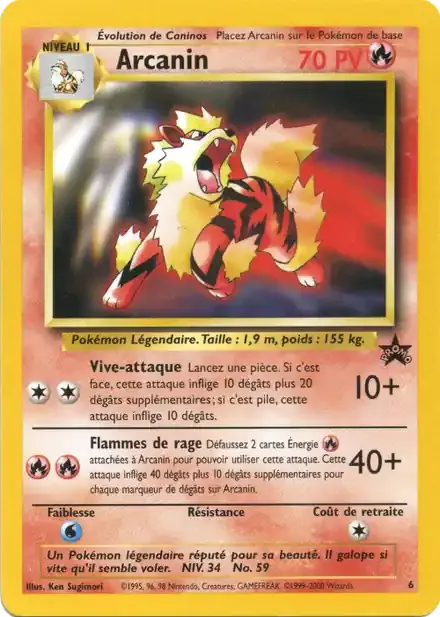 Évolution de Caninos Placez Arcanin sur le Pokémon de base
NIVEAU 1
Arcanin
70 PV
Pokémon Légendaire. Taille : 1,9 m, poids : 155 kg.
PROMO
Vive-attaque Lancez une pièce. Si c'est
face, cette attaque inflige 10 dégâts plus 20
dégâts supplémentaires; si c'est pile, cette
attaque inflige 10 dégâts.
10+
Flammes de rage Défaussez 2 cartes Énergie
attachées à Arcanin pour pouvoir utiliser cette attaque. Cette
attaque inflige 40 dégâts plus 10 dégâts supplémentaires pour
chaque marqueur de dégâts sur Arcanin.
40+
Faiblesse Résistance Coût de retraite
Un Pokémon légendaire réputé pour sa beauté. Il galope si
vite qu'il semble voler. NIV. 34 No. 59
Illus. Ken Sugimori ©1995, 96, 98 Nintendo, Creatures, GAMEFREAK. ©1999-2000 Wizards. 6